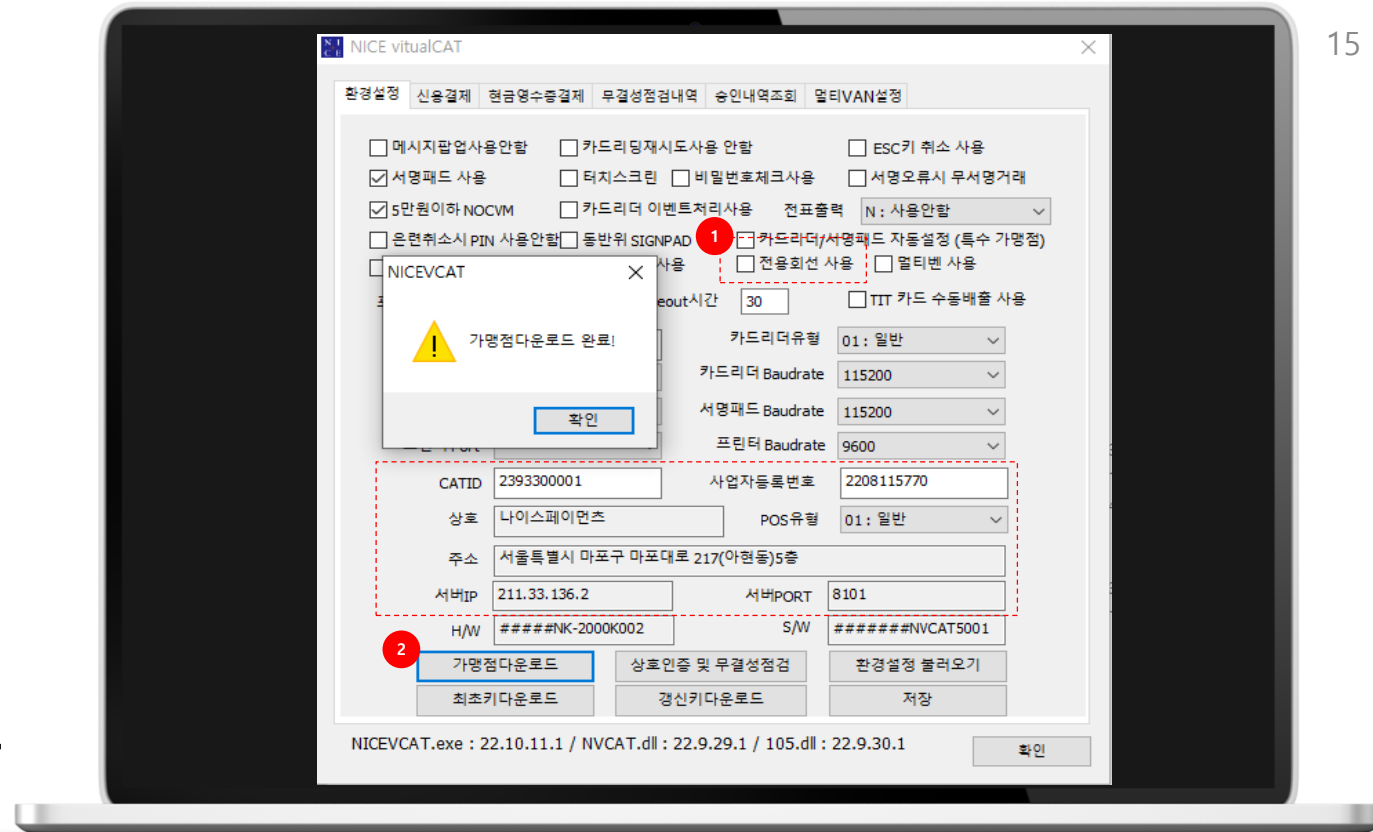 15
NICE vitualCAT
환경설정 신용결제 현금영수증결제 무결성점검내역 승인내역조회 멀티VAN설정
메시지팝업사용안함 카드리딩재시도사용 안함 ESC키 취소 사용
서명패드 사용 터치스크린 비밀번호체크사용 서명오류시 무서명거래
5만원이하 NOCVM 카드리더 이벤트처리사용 전표출력 N : 사용안함
은련취소시 PIN 사용안함 동반위 SIGNPAD 1 카드리더/서명패드 자동설정 (특수 가맹점)
사용 전용회선 사용 멀티벤 사용
eout시간 30 TIT 카드 수동배출 사용
NICEVCAT
가맹점다운로드 완료!
확인
카드리더유형 01 : 일반
카드리더 Baudrate 115200
서명패드 Baudrate 115200
프린터 Baudrate 9600
CATID 2393300001 사업자등록번호 2208115770
상호 나이스페이먼츠 POS유형 01 : 일반
주소 서울특별시 마포구 마포대로 217(아현동)5층
서버IP 211.33.136.2 서버PORT 8101
H/W #####NK-2000K002 S/W #######NVCAT5001
2
가맹점다운로드 상호인증 및 무결성점검 환경설정 불러오기
최초키다운로드 갱신키다운로드 저장
NICEVCAT.exe : 22.10.11.1 / NVCAT.dll : 22.9.29.1 / 105.dll : 22.9.30.1 확인